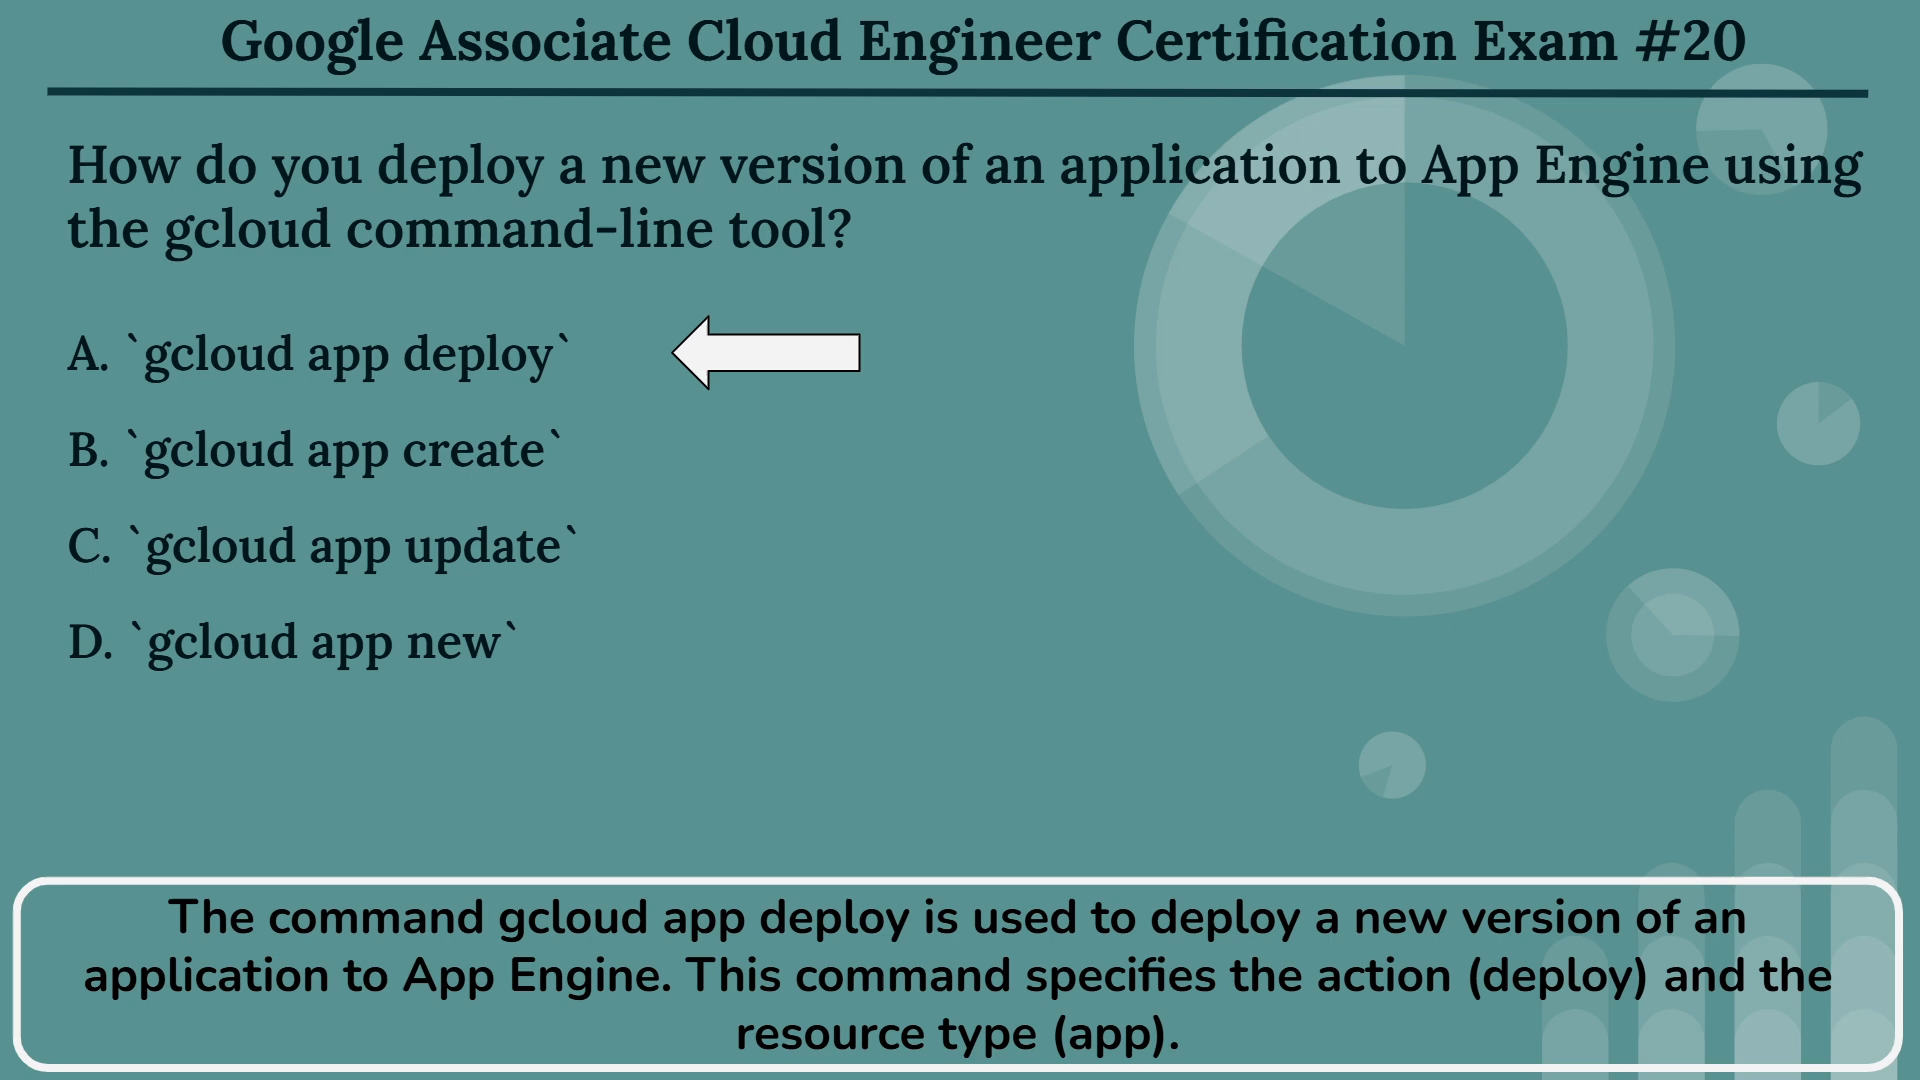 Google Associate Cloud Engineer Certification Exam #20
How do you deploy a new version of an application to App Engine using
the gcloud command-line tool?
A. `gcloud app deploy`
B. `gcloud app create`
C. `gcloud app update`
D. `gcloud app new`
The command gcloud app deploy is used to deploy a new version of an
application to App Engine. This command specifies the action (deploy) and the
resource type (app).